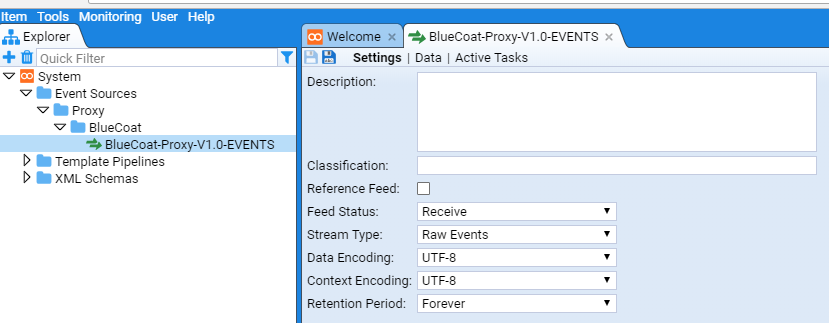 Item Tools Monitoring User Help
Explorer
Quick Filter
System
Event Sources
Proxy
BlueCoat
BlueCoat-Proxy-V1.0-EVENTS
Template Pipelines
XML Schemas
Welcome × BlueCoat-Proxy-V1.0-EVENTS ×
Settings | Data | Active Tasks
Description:
Classification:
Reference Feed:
Feed Status: Receive
Stream Type: Raw Events
Data Encoding: UTF-8
Context Encoding: UTF-8
Retention Period: Forever